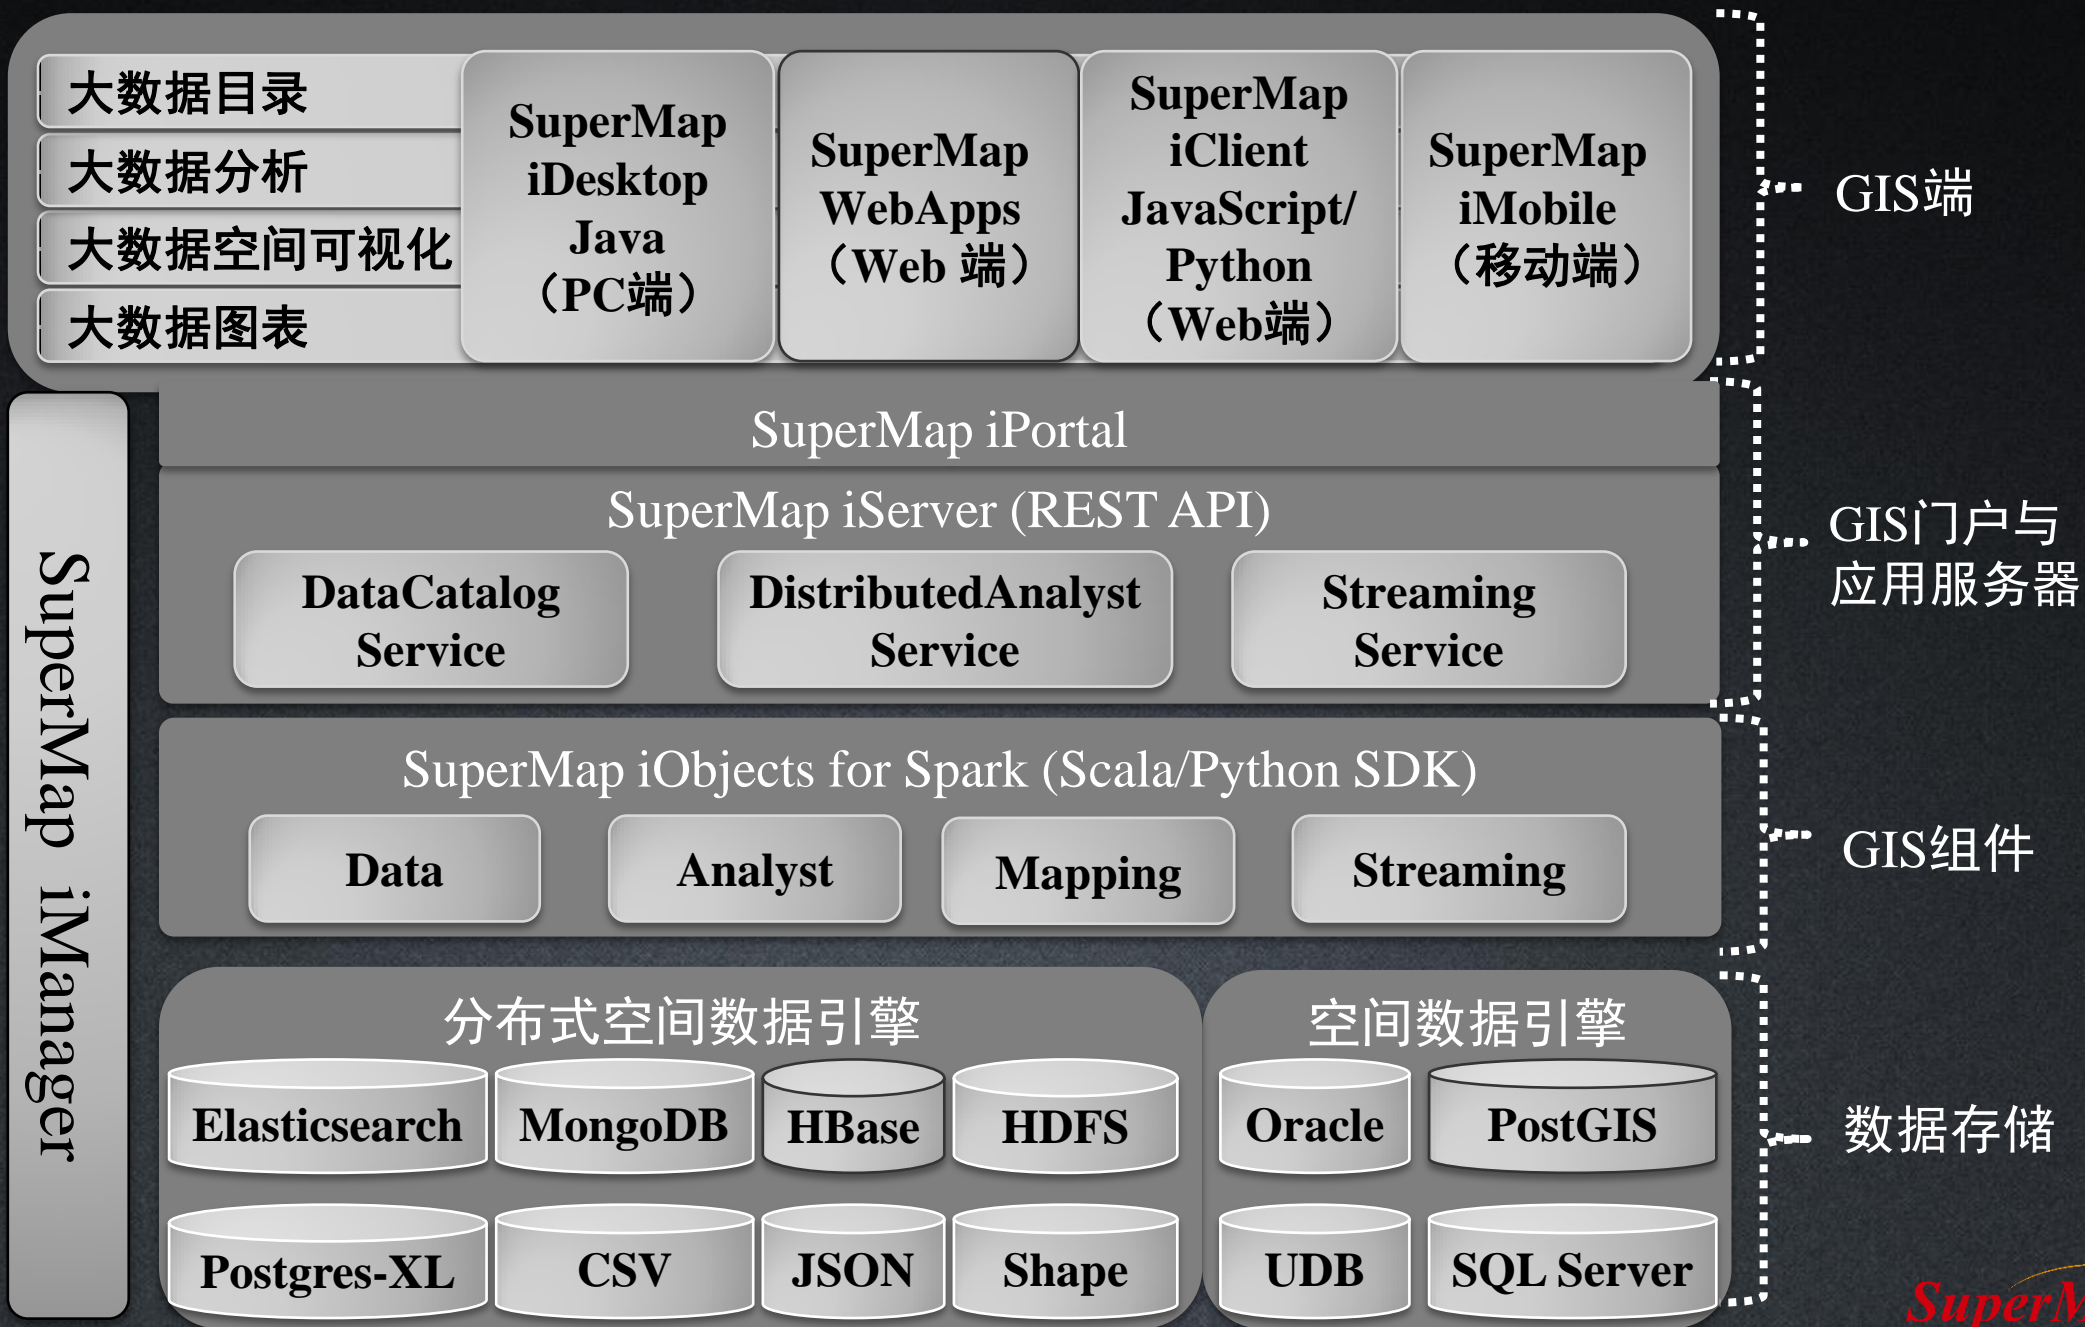 大数据目录
大数据分析
大数据空间可视化
大数据图表
SuperMap
iDesktop
Java
（PC端）
SuperMap
WebApps
（Web 端）
SuperMap
iClient
JavaScript/
Python
（Web端）
SuperMap
iMobile
（移动端）
GIS端
SuperMap iPortal
SuperMap iServer (REST API)
DataCatalog
Service
DistributedAnalyst
Service
Streaming
Service
GIS门户与
应用服务器
SuperMap iManager
SuperMap iObjects for Spark (Scala/Python SDK)
Data
Analyst
Mapping
Streaming
GIS组件
分布式空间数据引擎
Elasticsearch
MongoDB
HBase
HDFS
Postgres-XL
CSV
JSON
Shape
空间数据引擎
Oracle
PostGIS
UDB
SQL Server
数据存储
SuperM